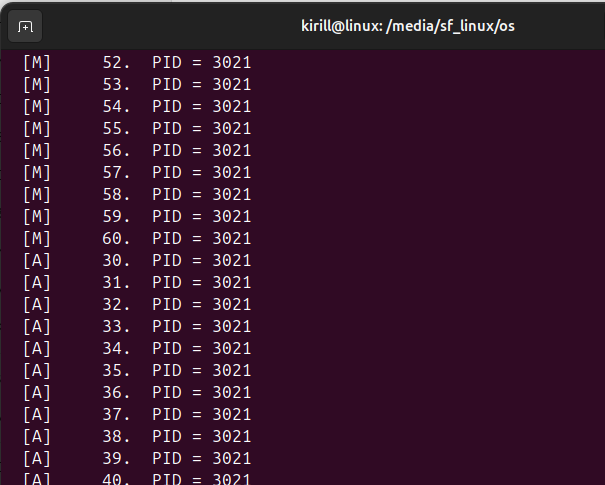 kirill@linux: /media/sf_linux/os
[M] 52. PID = 3021
[M] 53. PID = 3021
[M] 54. PID = 3021
[M] 55. PID = 3021
[M] 56. PID = 3021
[M] 57. PID = 3021
[M] 58. PID = 3021
[M] 59. PID = 3021
[M] 60. PID = 3021
[A] 30. PID = 3021
[A] 31. PID = 3021
[A] 32. PID = 3021
[A] 33. PID = 3021
[A] 34. PID = 3021
[A] 35. PID = 3021
[A] 36. PID = 3021
[A] 37. PID = 3021
[A] 38. PID = 3021
[A] 39. PID = 3021
[A] 40. PID = 3021